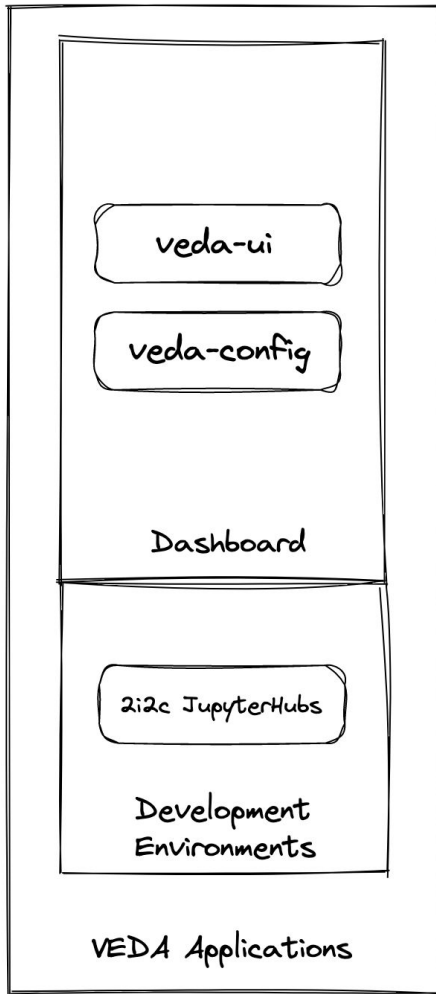 veda-ui
veda-config
Dashboard
2i2c JupyterHubs
Development
Environments
VEDA Applications